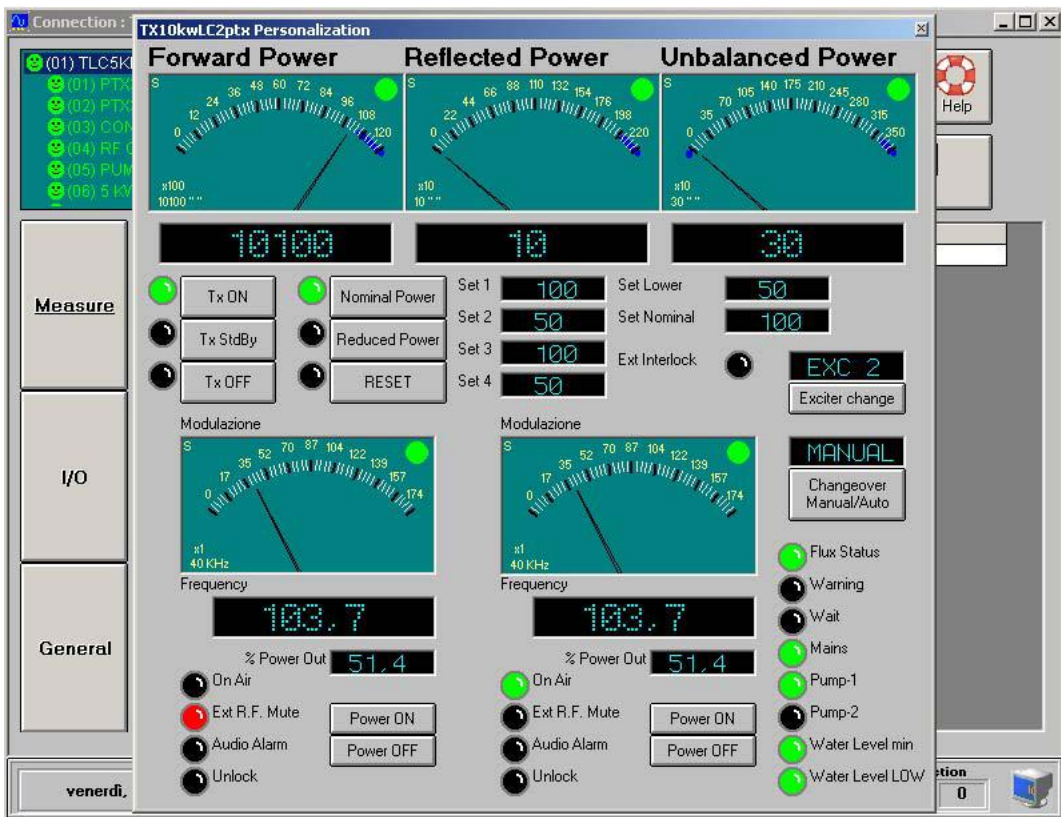 Connection :
TX10kwLC2ptx Personalization
(01) TLC5K
(01) PTX
(02) PTX
(03) CON
(04) RF
(05) PUM
(06) 5 kW
Help
Measure
I/O
General
venerdì,
ction
0
Forward Power
Reflected Power
Unbalanced Power
S
0 12 24 36 48 60 72 84 96 108 120
x100
10100 " "
S
0 22 44 66 88 110 132 154 176 198 220
x10
10 " "
S
0 35 70 105 140 175 210 245 280 315 350
x10
30 " "
10100
10
30
Tx ON
Tx StdBy
Tx OFF
Nominal Power
Reduced Power
RESET
Set 1 100
Set 2 50
Set 3 100
Set 4 50
Set Lower 50
Set Nominal 100
Ext Interlock
EXC 2
Exciter change
MANUAL
Changeover
Manual/Auto
Modulazione
S
0 17 35 52 70 87 104 122 139 157 174
x1
40 KHz
Frequency
103,7
% Power Out 51,4
On Air
Ext R.F. Mute
Audio Alarm
Unlock
Power ON
Power OFF
Modulazione
S
0 17 35 52 70 87 104 122 139 157 174
x1
40 KHz
Frequency
103,7
% Power Out 51,4
On Air
Ext R.F. Mute
Audio Alarm
Unlock
Power ON
Power OFF
Flux Status
Warning
Wait
Mains
Pump-1
Pump-2
Water Level min
Water Level LOW